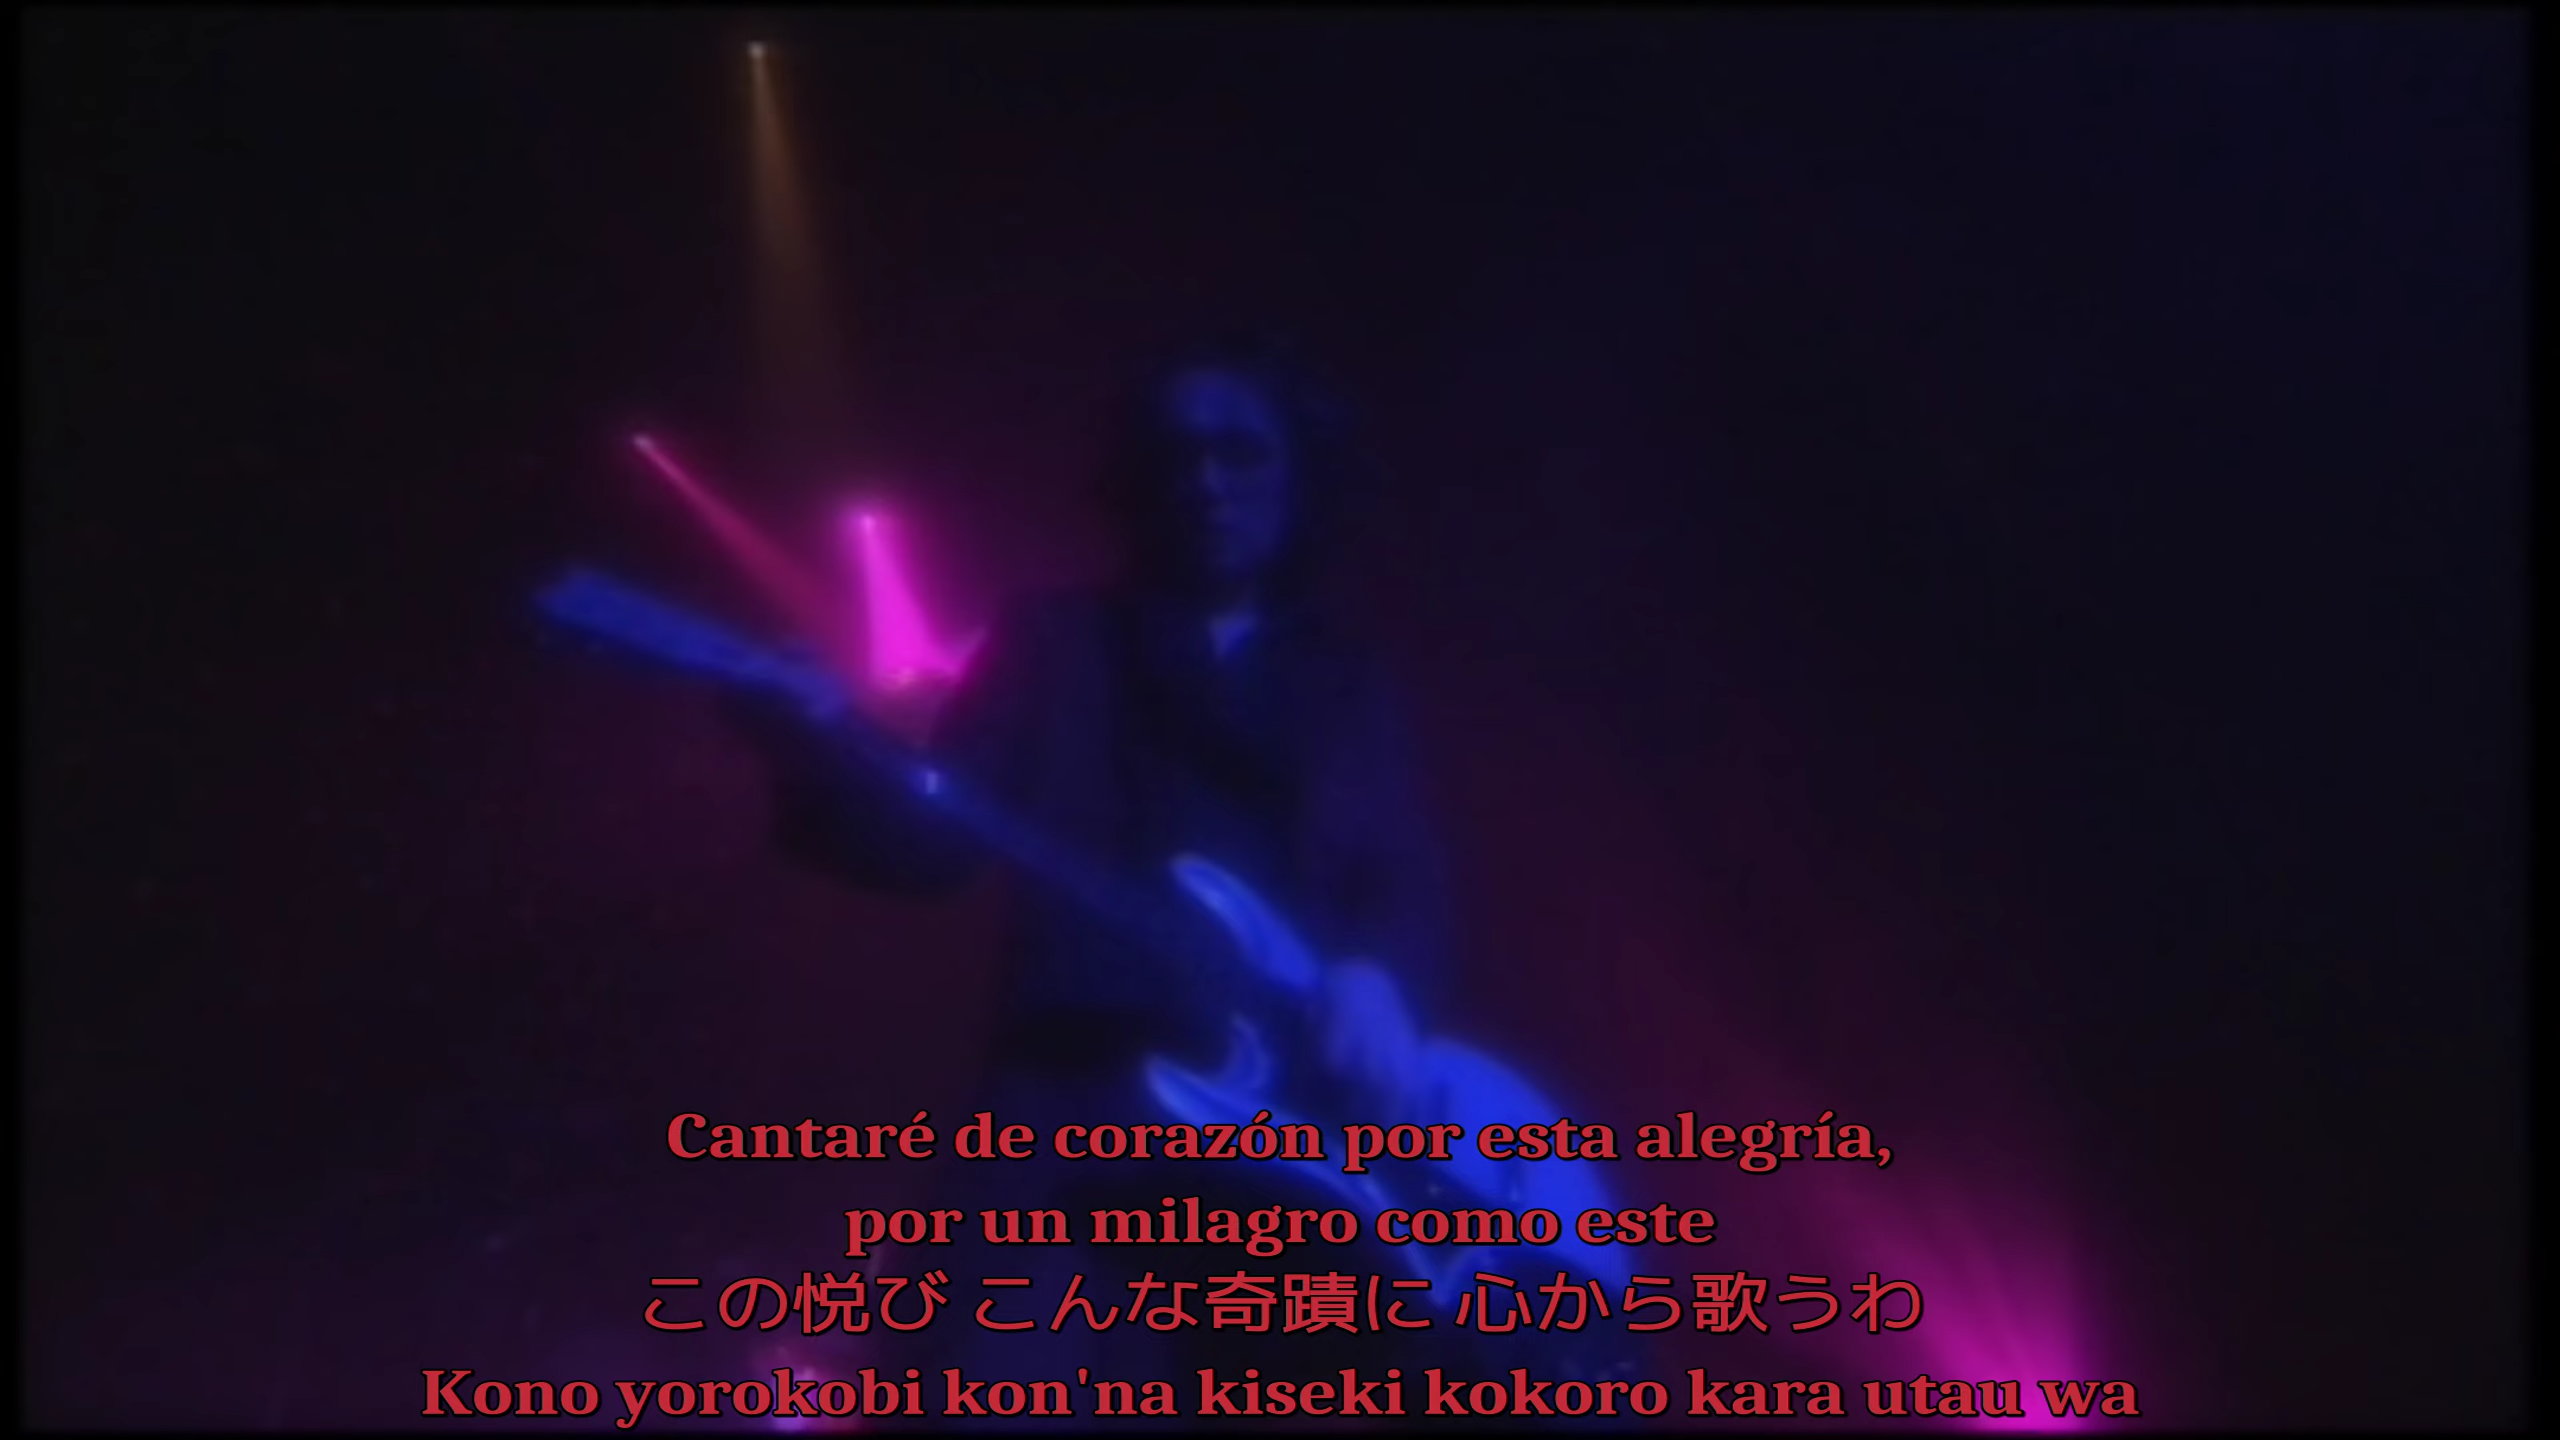 Cantaré de corazón por esta alegría,
por un milagro como este
この悦び こんな奇蹟に 心から歌うわ
Kono yorokobi kon'na kiseki kokoro kara utau wa